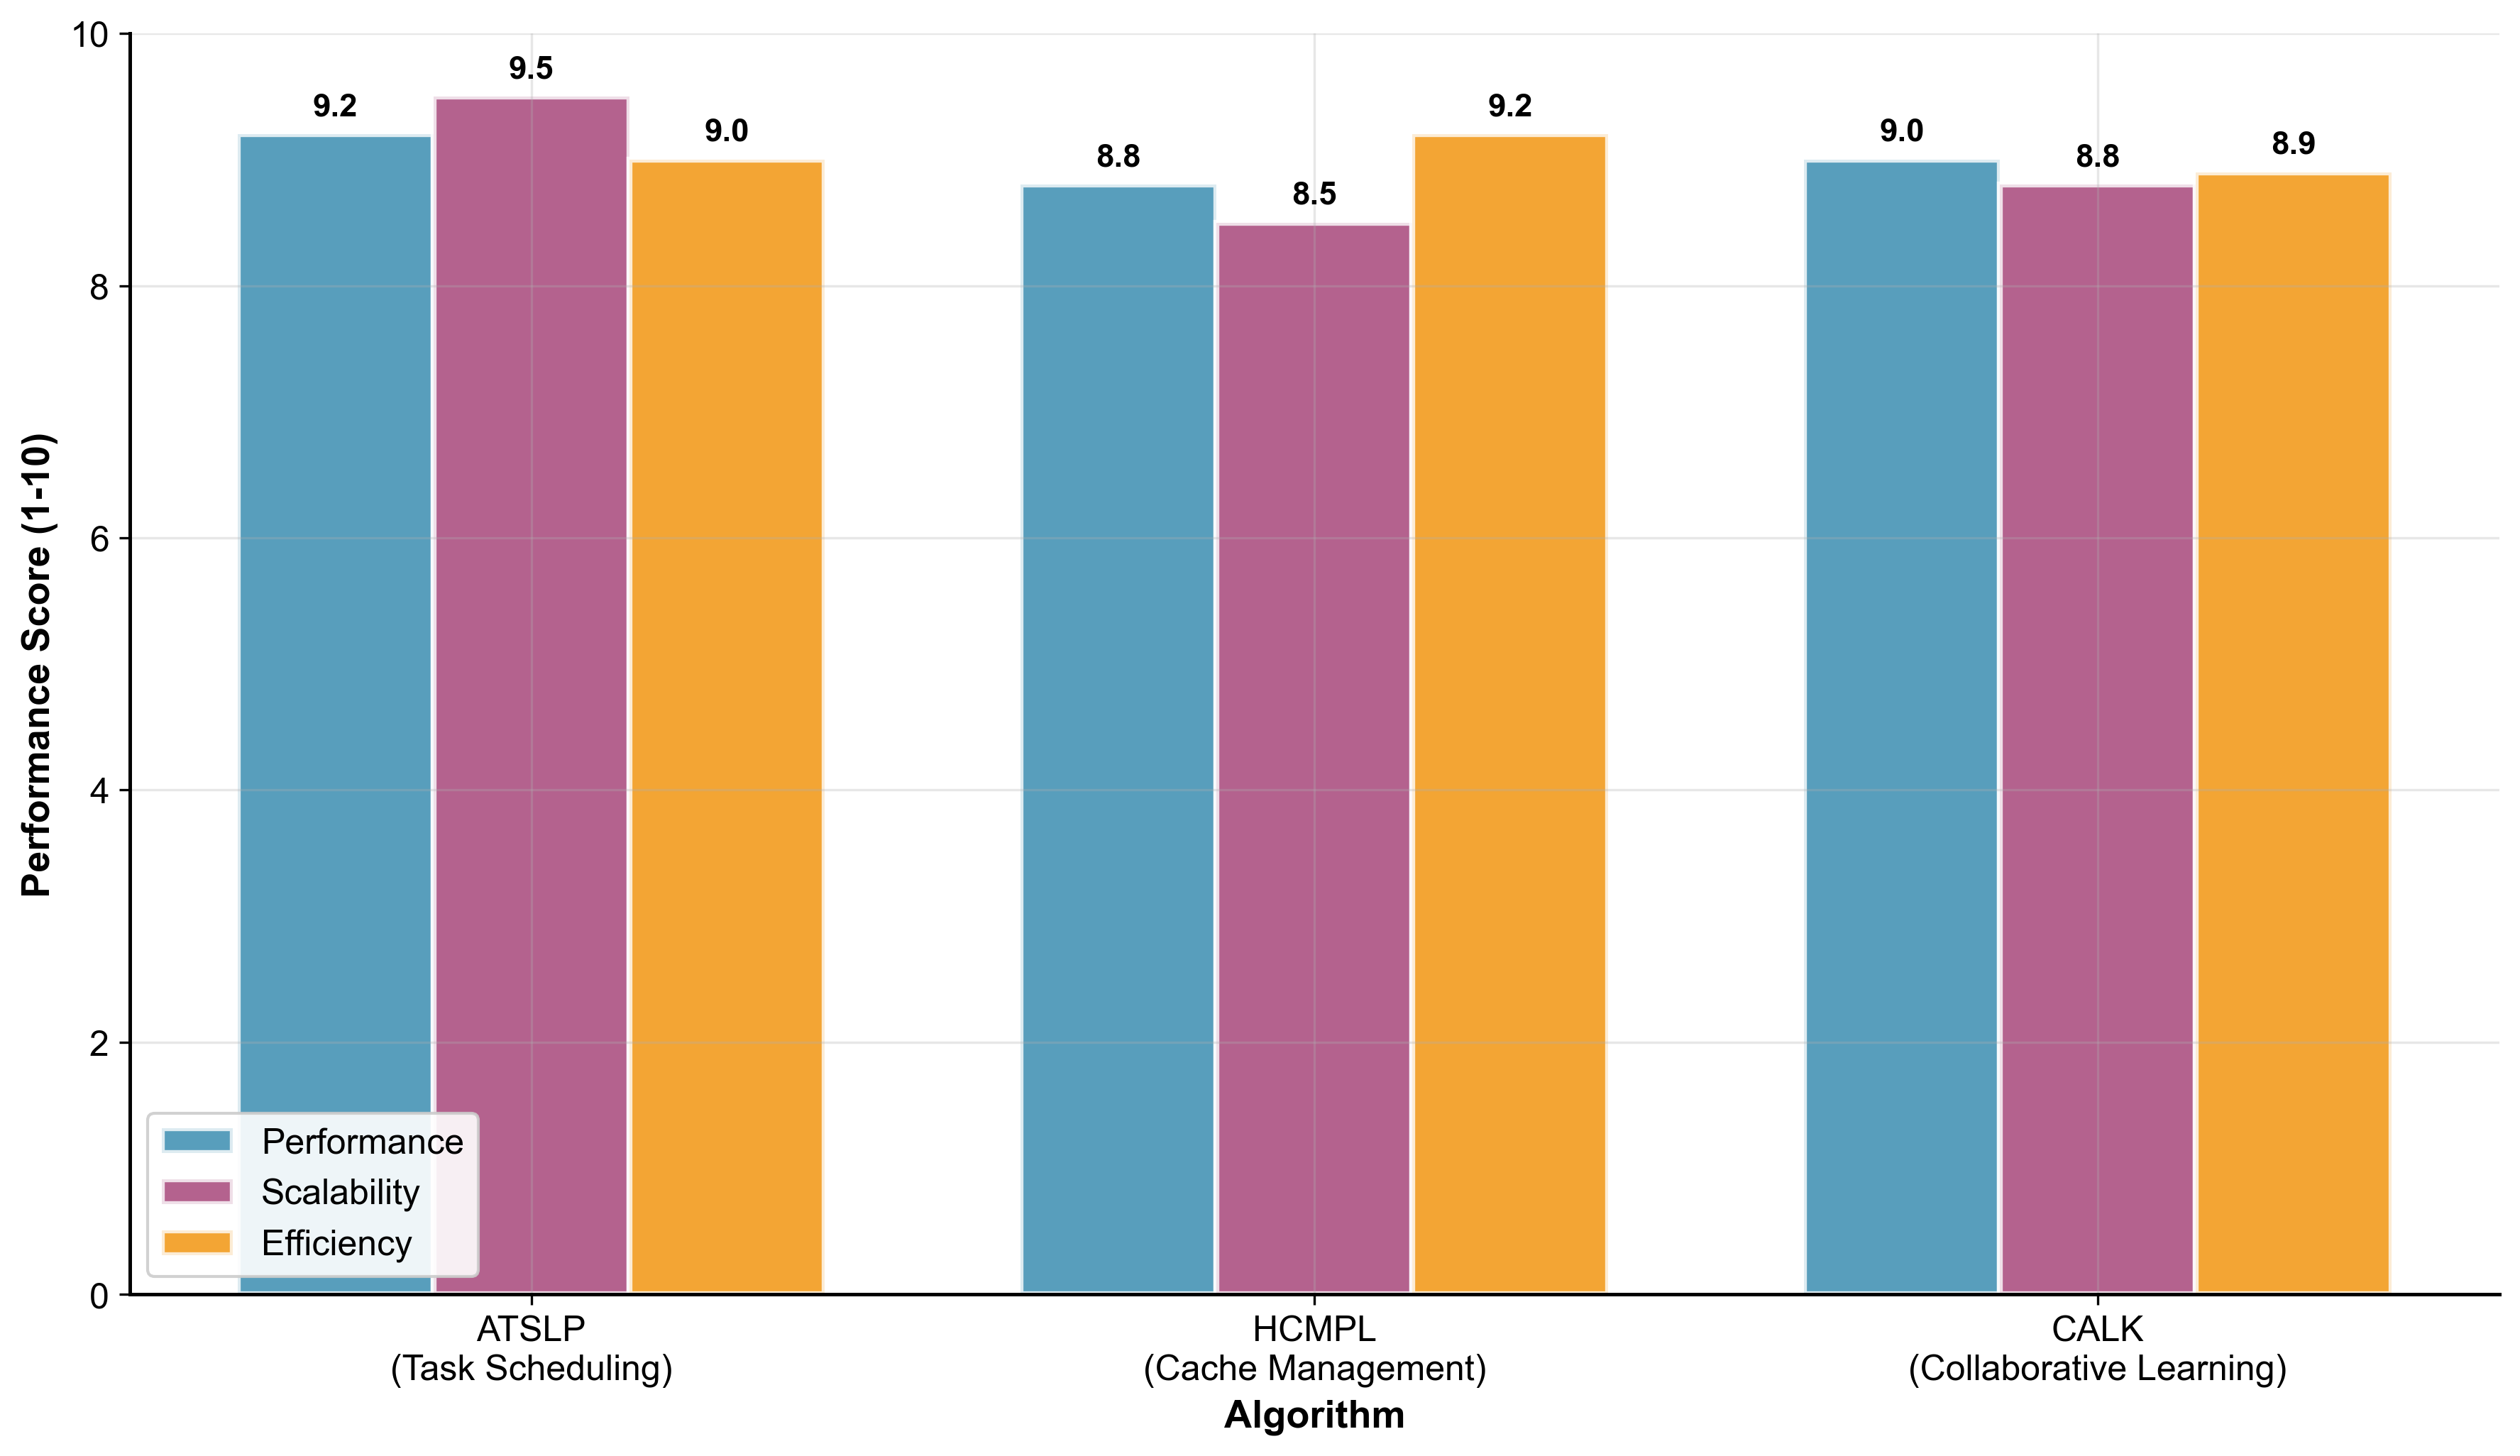 10
8
6
4
2
0
Performance Score (1-10)
9.2
9.5
9.0
8.8
8.5
9.2
9.0
8.8
8.9
Performance
Scalability
Efficiency
ATSLP
(Task Scheduling)
HCMPL
(Cache Management)
CALK
(Collaborative Learning)
Algorithm